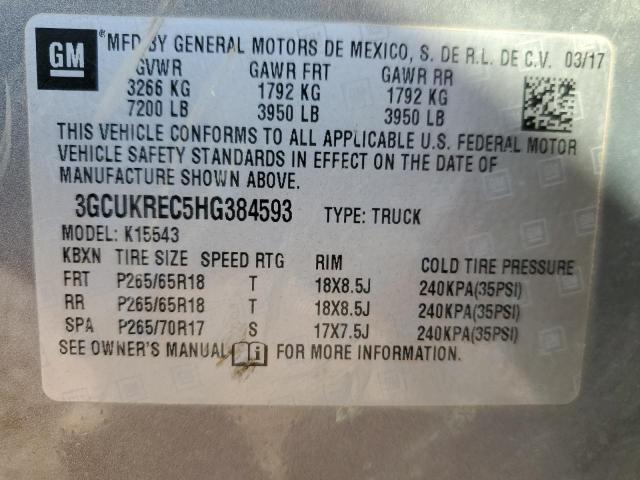 GM ® MFD BY GENERAL MOTORS DE MEXICO, S. DE R.L. DE C.V. 03/17
GVWR GAWR FRT GAWR RR
3266 KG 1792 KG 1792 KG
7200 LB 3950 LB 3950 LB
THIS VEHICLE CONFORMS TO ALL APPLICABLE U.S. FEDERAL MOTOR
VEHICLE SAFETY STANDARDS IN EFFECT ON THE DATE OF
MANUFACTURE SHOWN ABOVE.
3GCUKREC5HG384593 TYPE: TRUCK
MODEL: K15543
KBXN TIRE SIZE SPEED RTG RIM COLD TIRE PRESSURE
FRT P265/65R18 T 18X8.5J 240KPA(35PSI)
RR P265/65R18 T 18X8.5J 240KPA(35PSI)
SPA P265/70R17 S 17X7.5J 240KPA(35PSI)
SEE OWNER'S MANUAL FOR MORE INFORMATION.